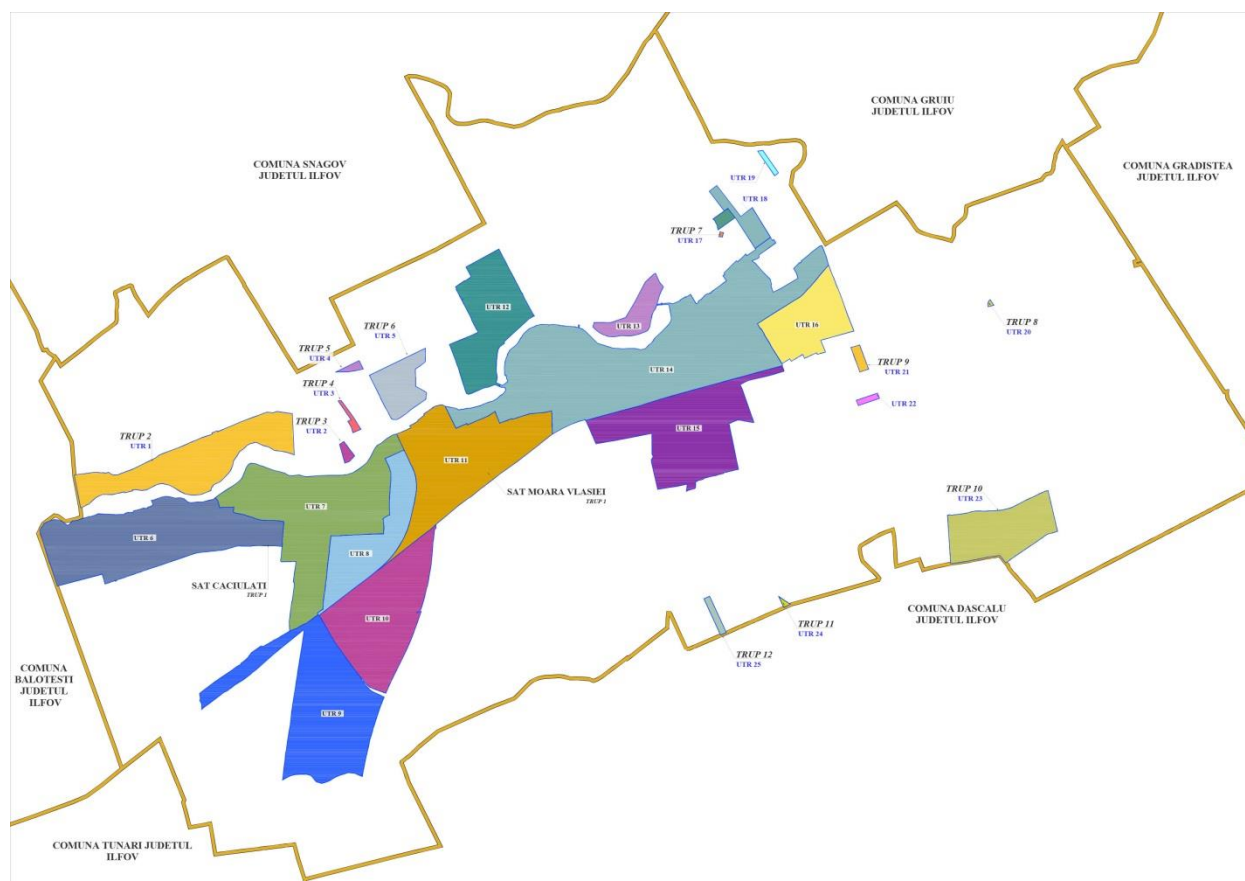 COMUNA GRUIU
JUDETUL ILFOV
COMUNA SNAGOV
JUDETUL ILFOV
COMUNA GRADISTEA
JUDETUL ILFOV
UTR 19
UTR 18
TRUP 7
UTR 17
UTR 12
TRUP 6
UTR 5
UTR 13
UTR 16
TRUP 8
UTR 20
TRUP 5
UTR 4
UTR 14
TRUP 9
UTR 21
TRUP 4
UTR 3
UTR 22
TRUP 3
UTR 2
UTR 15
TRUP 2
UTR 1
UTR 11
SAT MOARA VLASIEI
TRUP 1
TRUP 10
UTR 23
UTR 7
UTR 6
UTR 8
SAT CACIULATI
TRUP 1
COMUNA DASCALU
JUDETUL ILFOV
UTR 10
TRUP 11
UTR 24
TRUP 12
UTR 25
COMUNA
BALOTESTI
JUDETUL
ILFOV
UTR 9
COMUNA TUNARI JUDETUL
ILFOV